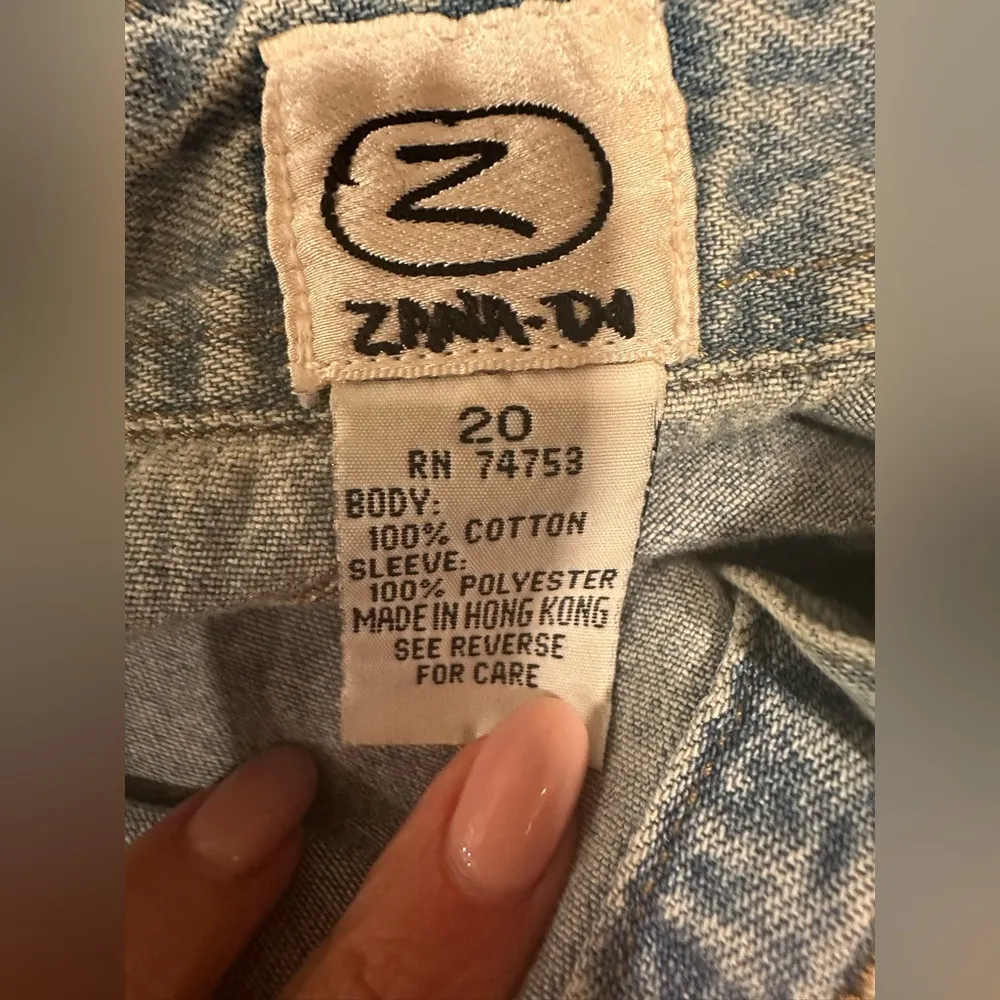 Z
ZANA-DI
20
RN 74753
BODY:
100% COTTON
SLEEVE:
100% POLYESTER
MADE IN HONG KONG
SEE REVERSE
FOR CARE